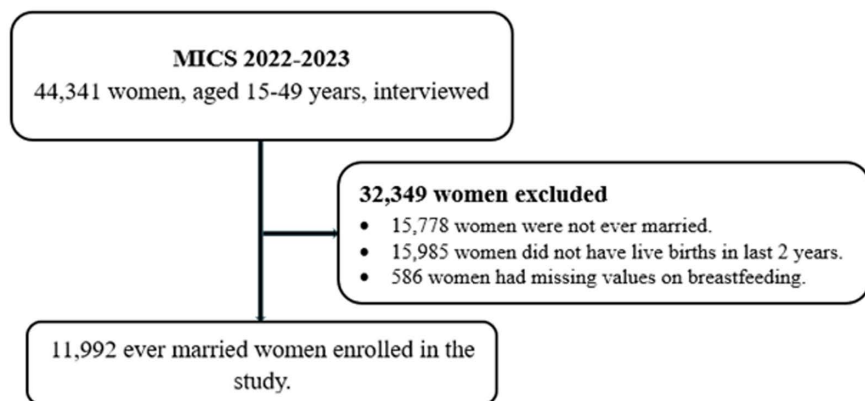 MICS 2022-2023
44,341 women, aged 15-49 years, interviewed
32,349 women excluded
• 15,778 women were not ever married.
• 15,985 women did not have live births in last 2 years.
• 586 women had missing values on breastfeeding.
11,992 ever married women enrolled in the
study.